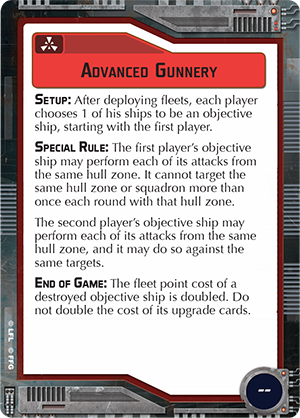 Advanced Gunnery
Setup: After deploying fleets, each player
chooses 1 of his ships to be an objective
ship, starting with the first player.
Special Rule: The first player's objective
ship may perform each of its attacks from
the same hull zone. It cannot target the
same hull zone or squadron more than
once each round with that hull zone.
The second player's objective ship may
perform each of its attacks from the same
hull zone, and it may do so against the
same targets.
End of Game: The fleet point cost of a
destroyed objective ship is doubled. Do
not double the cost of its upgrade cards.
© LFL © FFG
--